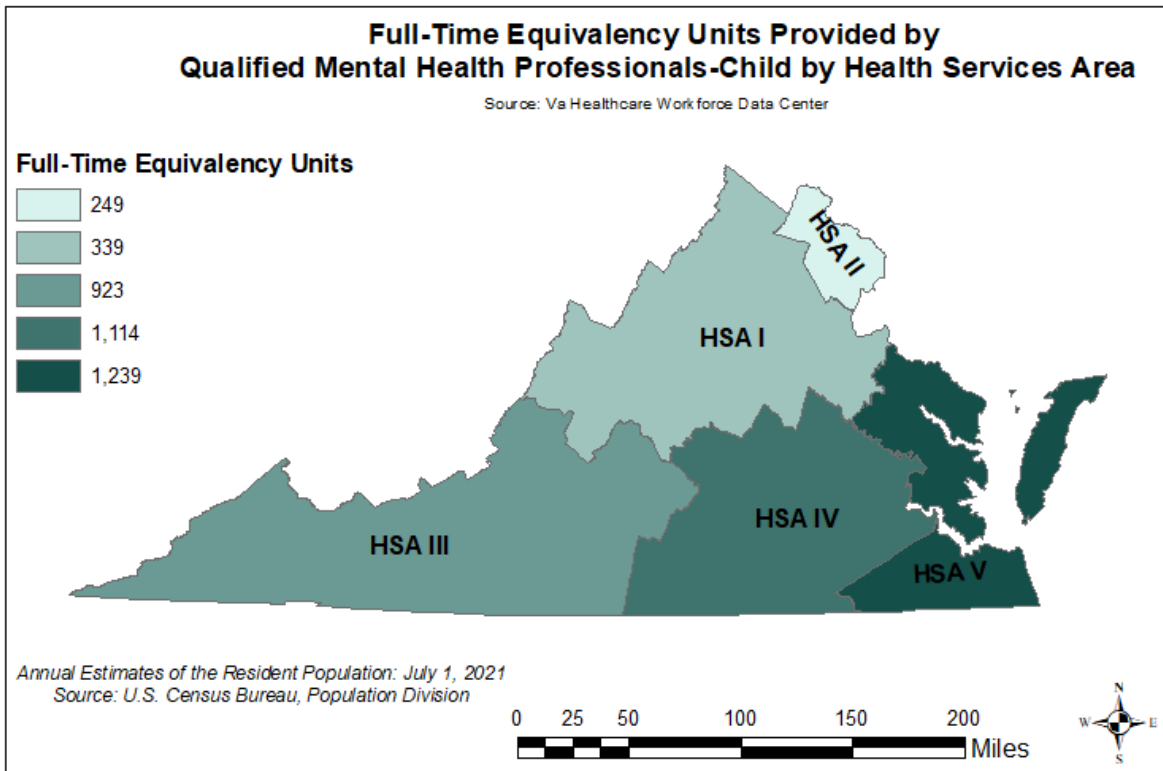 Full-Time Equivalency Units Provided by
Qualified Mental Health Professionals-Child by Health Services Area
Source: Va Healthcare Workforce Data Center
Full-Time Equivalency Units
249
339
923
1,114
1,239
HSA II
HSA I
HSA IV
HSA III
HSA V
Annual Estimates of the Resident Population: July 1, 2021
Source: U.S. Census Bureau, Population Division
0 25 50 100 150 200
Miles
N
W E
S